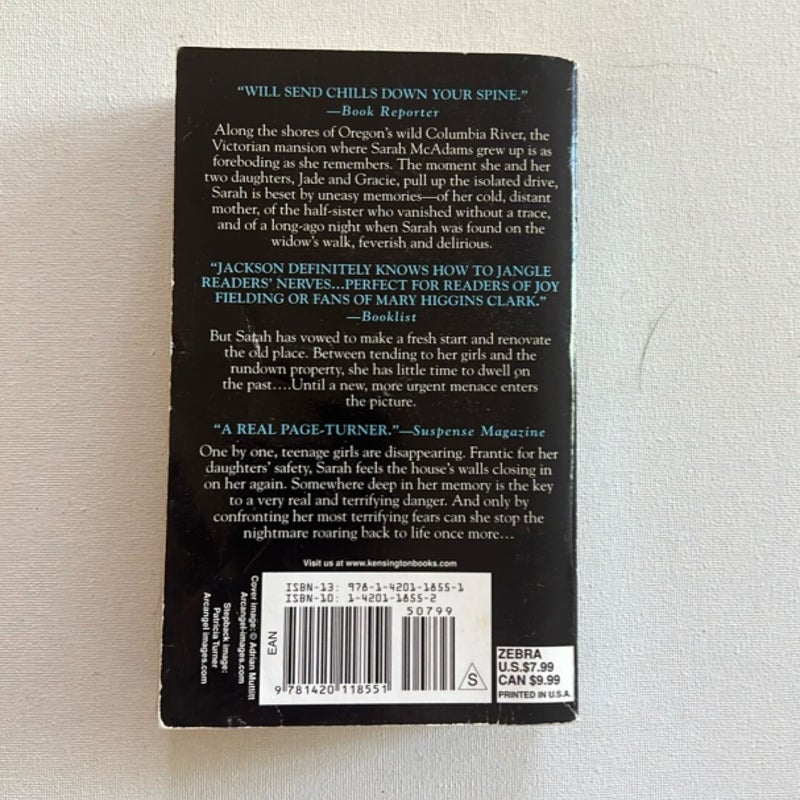 “WILL SEND CHILLS DOWN YOUR SPINE.”
—Book Reporter
Along the shores of Oregon’s wild Columbia River, the
Victorian mansion where Sarah McAdams grew up is as
foreboding as she remembers. The moment she and her
two daughters, Jade and Gracie, pull up the isolated drive,
Sarah is beset by uneasy memories—of her cold, distant
mother, of the half-sister who vanished without a trace,
and of a long-ago night when Sarah was found on the
widow’s walk, feverish and delirious.
“JACKSON DEFINITELY KNOWS HOW TO JANGLE
READERS’ NERVES...PERFECT FOR READERS OF JOY
FIELDING OR FANS OF MARY HIGGINS CLARK.”
—Booklist
But Sarah has vowed to make a fresh start and renovate
the old place. Between tending to her girls and the
rundown property, she has little time to dwell on
the past....Until a new, more urgent menace enters
the picture.
“A REAL PAGE-TURNER.”—Suspense Magazine
One by one, teenage girls are disappearing. Frantic for her
daughters’ safety, Sarah feels the house’s walls closing in
on her again. Somewhere deep in her memory is the key
to a very real and terrifying danger. And only by
confronting her most terrifying fears can she stop the
nightmare roaring back to life once more...
Visit us at www.kensingtonbooks.com
Cover image: © Adrian Muttitt
Arcangel-images.com
Stepback image:
Patricia Turner
Arcangel images.com
ISBN-13: 978-1-4201-1855-1
ISBN-10: 1-4201-1855-2
50799
EAN
9 781420 118551
S
ZEBRA
U.S.$7.99
CAN $9.99
PRINTED IN U.S.A.